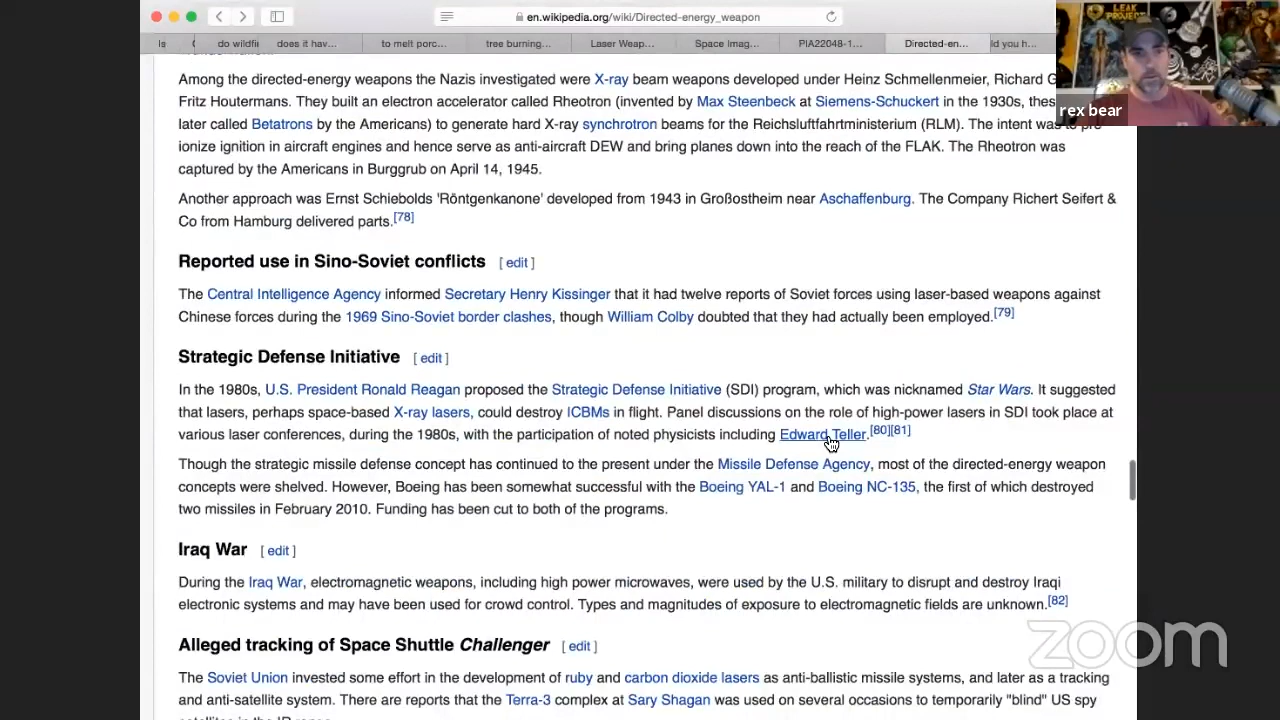 en.wikipedia.org/wiki/Directed-energy_weapon
do wildfi
does it hav...
to melt porc...
tree burning...
Laser Weap...
Space Imag...
PIA22048-1...
Directed-en...
ld you h...
LEAK PROJECT
rex bear
Among the directed-energy weapons the Nazis investigated were X-ray beam weapons developed under Heinz Schmellenmeier, Richard G
Fritz Houtermans. They built an electron accelerator called Rheotron (invented by Max Steenbeck at Siemens-Schuckert in the 1930s, thes
later called Betatrons by the Americans) to generate hard X-ray synchrotron beams for the Reichsluftfahrtministerium (RLM). The intent was to pre-
ionize ignition in aircraft engines and hence serve as anti-aircraft DEW and bring planes down into the reach of the FLAK. The Rheotron was
captured by the Americans in Burggrub on April 14, 1945.
Another approach was Ernst Schiebolds 'Röntgenkanone' developed from 1943 in Großostheim near Aschaffenburg. The Company Richert Seifert &
Co from Hamburg delivered parts.[78]
Reported use in Sino-Soviet conflicts [ edit ]
The Central Intelligence Agency informed Secretary Henry Kissinger that it had twelve reports of Soviet forces using laser-based weapons against
Chinese forces during the 1969 Sino-Soviet border clashes, though William Colby doubted that they had actually been employed.[79]
Strategic Defense Initiative [ edit ]
In the 1980s, U.S. President Ronald Reagan proposed the Strategic Defense Initiative (SDI) program, which was nicknamed Star Wars. It suggested
that lasers, perhaps space-based X-ray lasers, could destroy ICBMs in flight. Panel discussions on the role of high-power lasers in SDI took place at
various laser conferences, during the 1980s, with the participation of noted physicists including Edward Teller.[80][81]
Though the strategic missile defense concept has continued to the present under the Missile Defense Agency, most of the directed-energy weapon
concepts were shelved. However, Boeing has been somewhat successful with the Boeing YAL-1 and Boeing NC-135, the first of which destroyed
two missiles in February 2010. Funding has been cut to both of the programs.
Iraq War [ edit ]
During the Iraq War, electromagnetic weapons, including high power microwaves, were used by the U.S. military to disrupt and destroy Iraqi
electronic systems and may have been used for crowd control. Types and magnitudes of exposure to electromagnetic fields are unknown.[82]
Alleged tracking of Space Shuttle Challenger [ edit ]
The Soviet Union invested some effort in the development of ruby and carbon dioxide lasers as anti-ballistic missile systems, and later as a tracking
and anti-satellite system. There are reports that the Terra-3 complex at Sary Shagan was used on several occasions to temporarily "blind" US spy
zoom